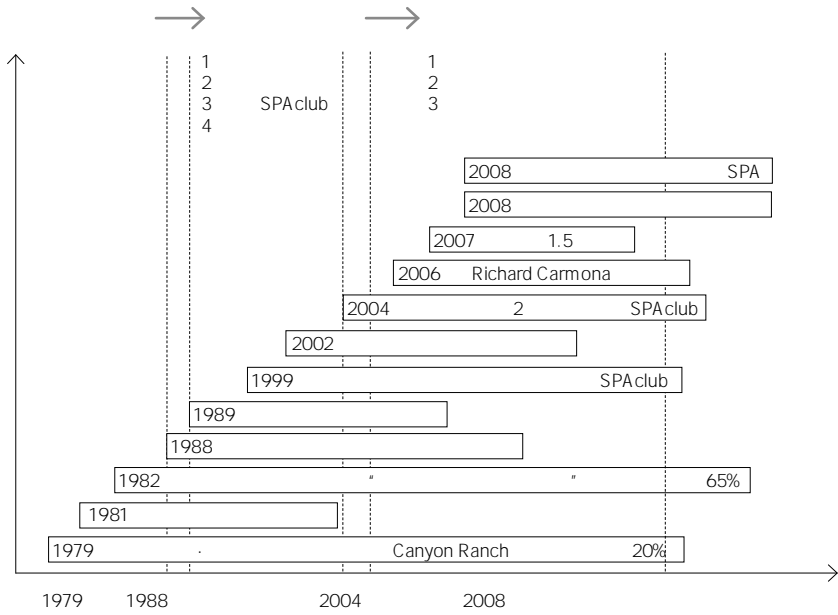 1
2
3 SPAclub
4
1
2
3
2008 SPA
2008
2007 1.5
2006 Richard Carmona
2004 2 SPAclub
2002
1999 SPAclub
1989
1988
1982 “ ” 65%
1981
1979 · Canyon Ranch 20%
1979 1988 2004 2008